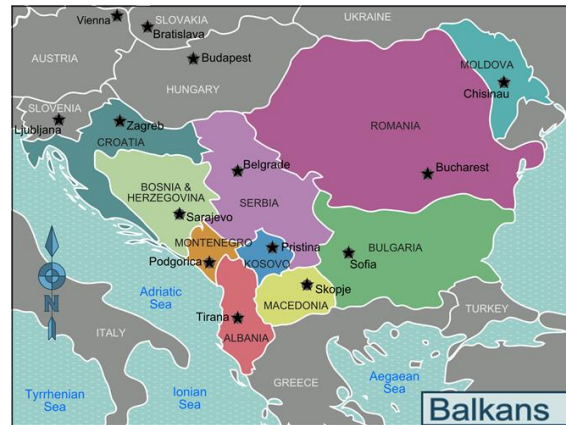 Vienna
SLOVAKIA
Bratislava
UKRAINE
AUSTRIA
Budapest
HUNGARY
MOLDOVA
Chisinau
SLOVENIA
Ljubljana
Zagreb
CROATIA
ROMANIA
Belgrade
Bucharest
BOSNIA &
HERZEGOVINA
SERBIA
Sarajevo
MONTENEGRO
Pristina
BULGARIA
Podgorica
KOSOVO
Sofia
Adriatic
Sea
Skopje
MACEDONIA
TURKEY
N
Tirana
ITALY
ALBANIA
GREECE
Aegaean
Sea
Tyrrhenian
Sea
Ionian
Sea
Balkans